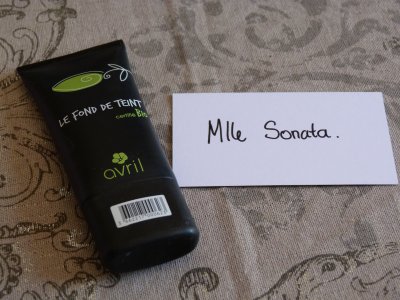 LE FOND DE TEINT
certifié Bio
avril
Mlle Sonata.